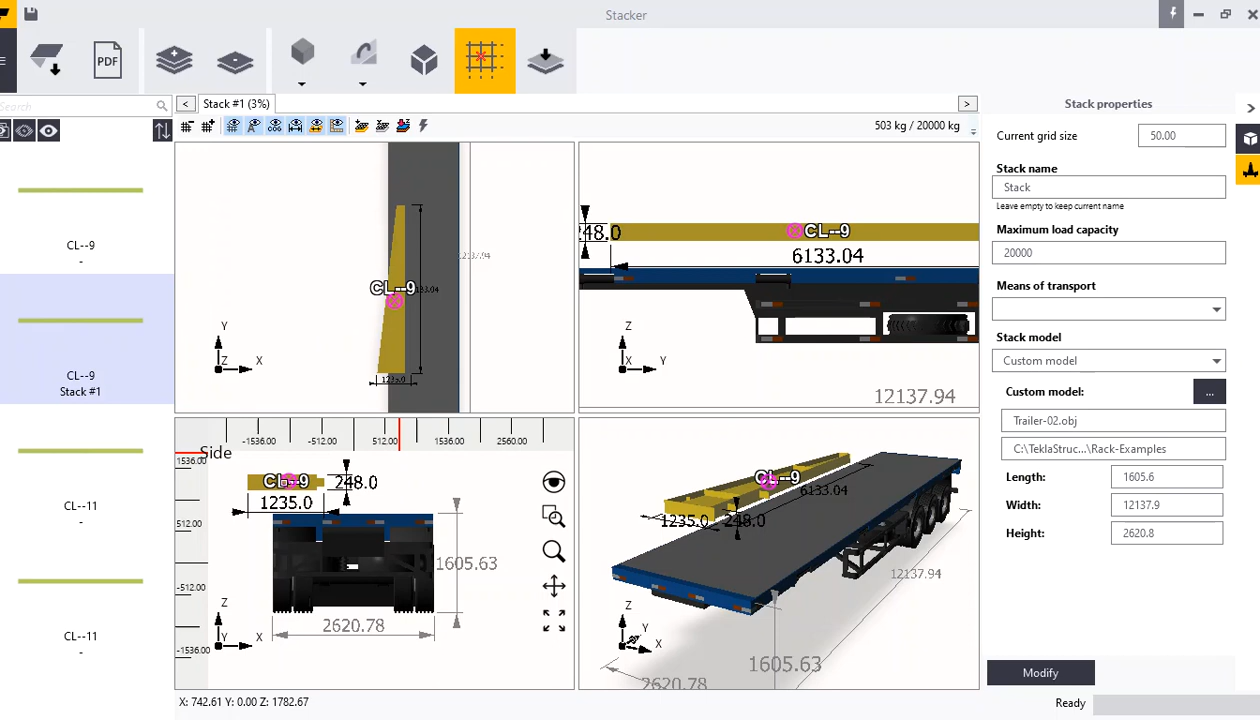 Stacker
PDF
Search
< Stack #1 (3%) >
503 kg / 20000 kg
CL--9
-
CL--9
Stack #1
CL--11
-
CL--11
-
12137.94
CL--9
1235.0
Y
Z X
CL--9
6133.04
12137.94
Z
X Y
-1536.00 -512.00 512.00 1536.00 2560.00
1536.00
512.00
-512.00
-1536.00
Side
CL--9
248.0
1235.0
1605.63
2620.78
Z
Y X
CL--9
6133.04
1235.0 248.0
12137.94
1605.63
2620.78
Z
Y
X
Stack properties
Current grid size 50.00
Stack name
Stack
Leave empty to keep current name
Maximum load capacity
20000
Means of transport
Stack model
Custom model
Custom model: ...
Trailer-02.obj
C:\TeklaStruc...\Rack-Examples
Length: 1605.6
Width: 12137.9
Height: 2620.8
Modify
X: 742.61 Y: 0.00 Z: 1782.67
Ready